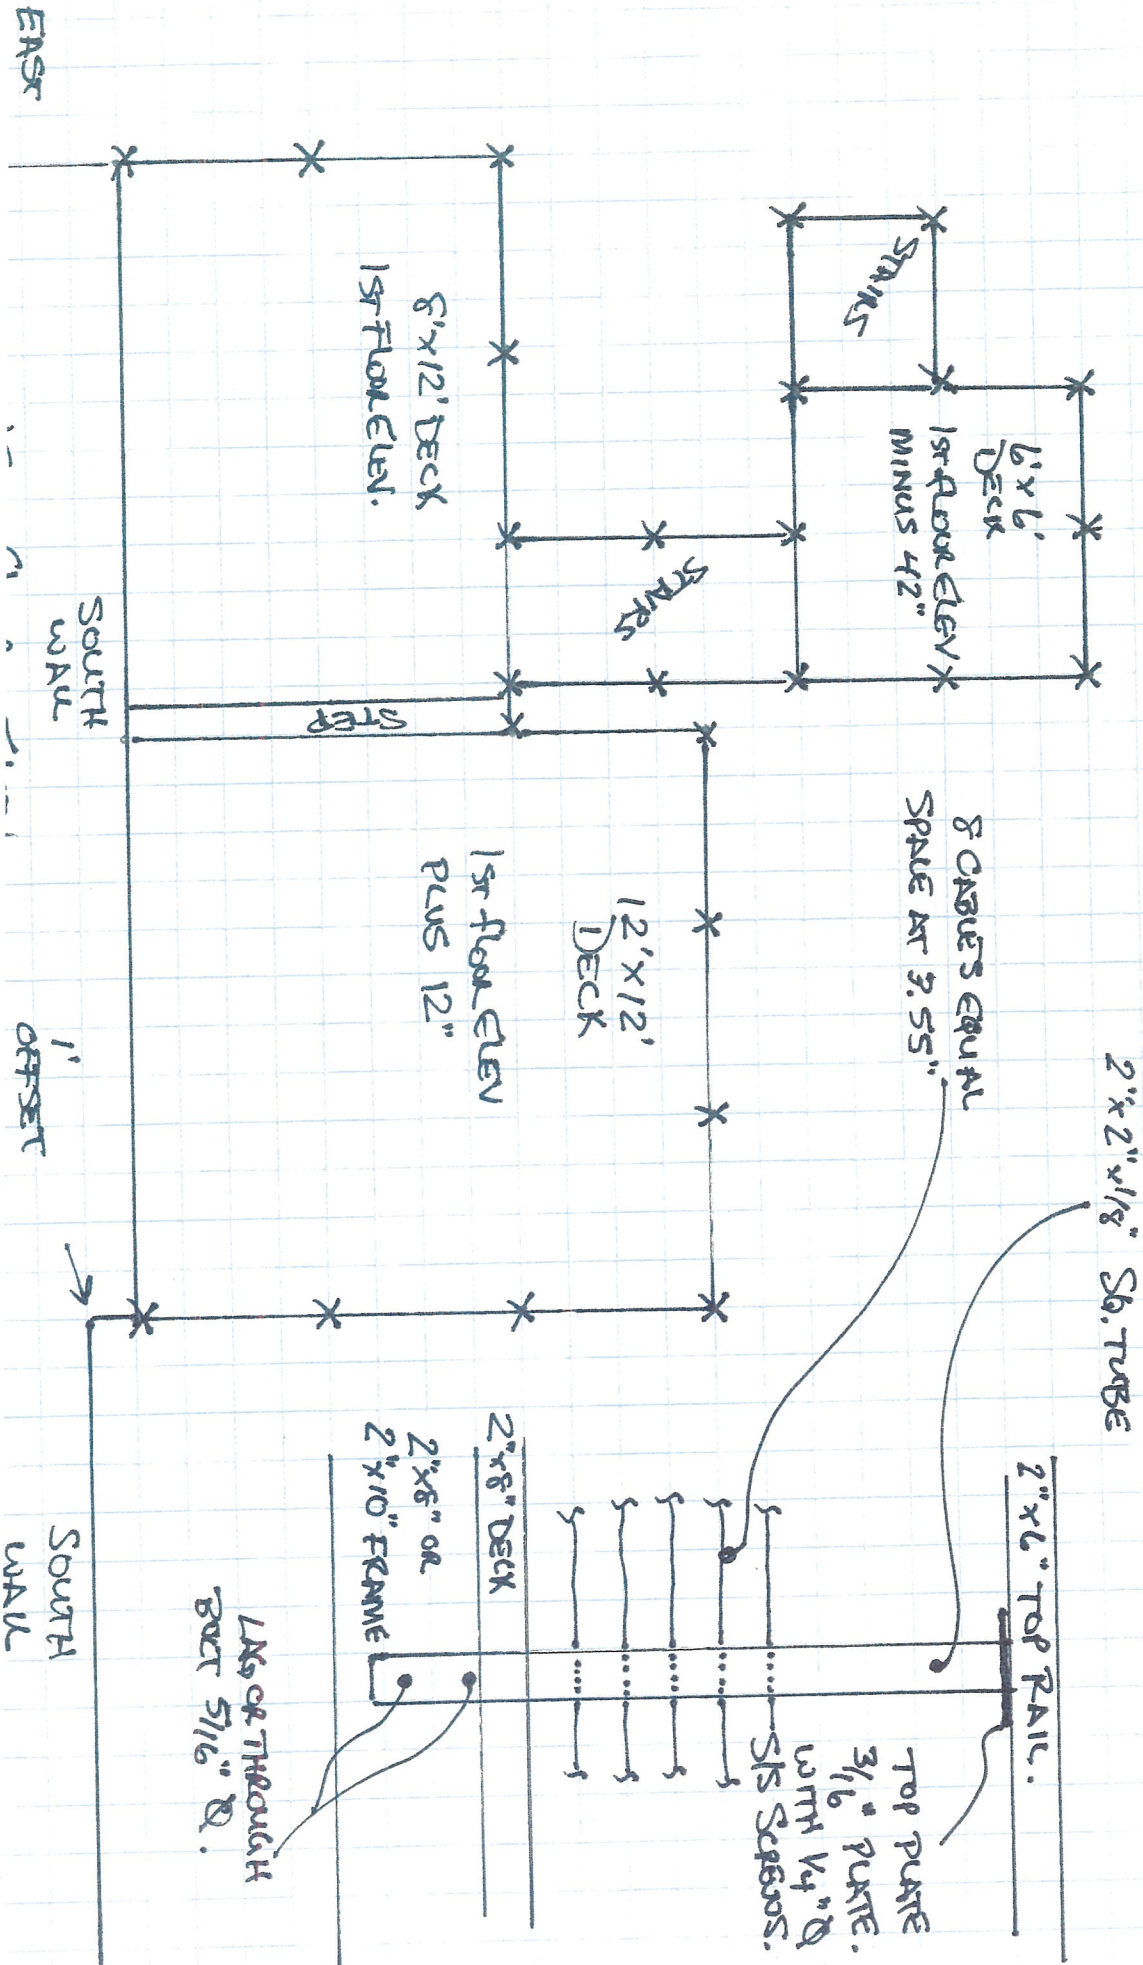 2"x2"x1/8" SQ. TUBE
8 CABLES EQUAL
SPACE AT 3.55"
2"x6" TOP RAIL.
TOP PLATE
3/16" PLATE.
WITH 1/4" Ø
S/S SCREWS.
2"x8" DECK
2"x8" OR
2"x10" FRAME
LAG OR THROUGH
BOLT 5/16" Ø.
6'x6'
DECK
1ST FLOOR ELEV
MINUS 42"
STAIRS
STAIRS
8'x12' DECK
1ST FLOOR ELEV.
STEP
12'x12'
DECK
1ST FLOOR ELEV
PLUS 12"
SOUTH
WALL
1'
OFFSET
SOUTH
WALL
EAST